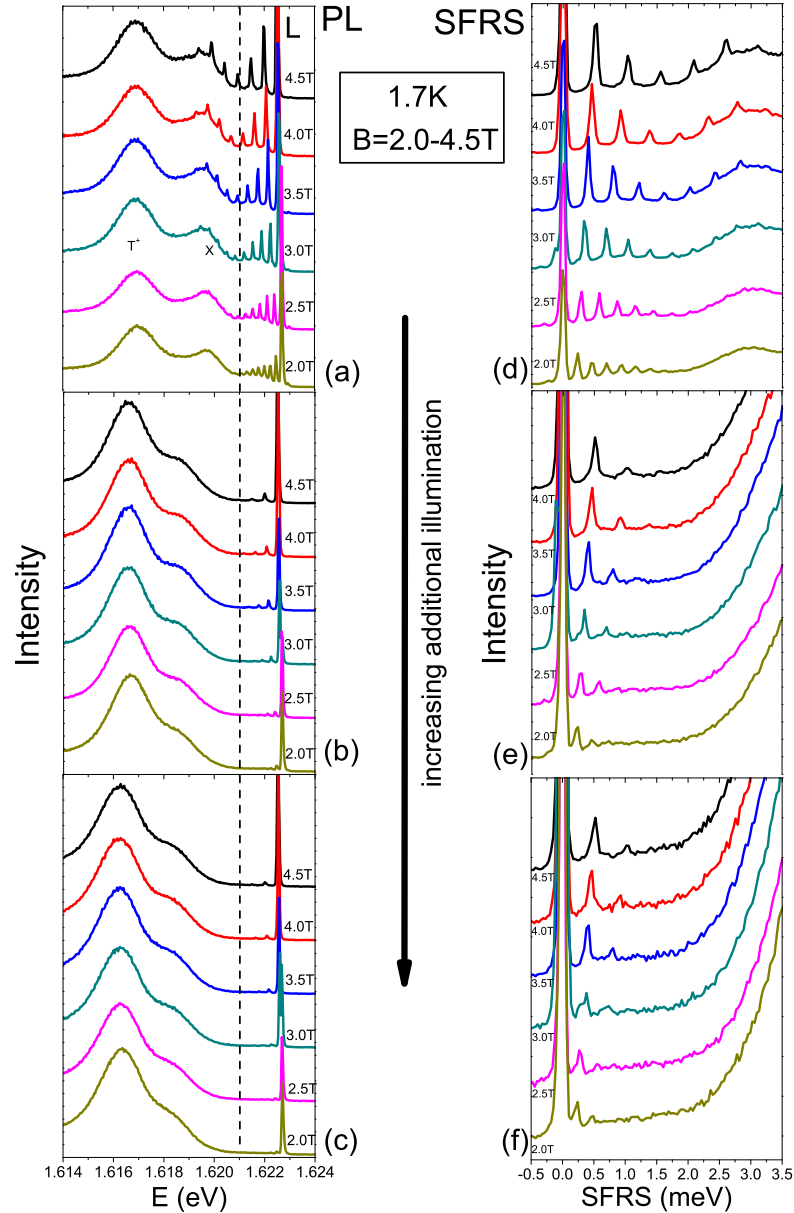 L PL SFRS
1.7K
B=2.0-4.5T
4.5T
4.0T
3.5T
3.0T
2.5T
2.0T
T+
X
(a)
4.5T
4.0T
3.5T
3.0T
2.5T
2.0T
(d)
increasing additional illumination
Intensity
4.5T
4.0T
3.5T
3.0T
2.5T
2.0T
(b)
Intensity
4.0T
3.5T
3.0T
2.5T
2.0T
(e)
4.5T
4.0T
3.5T
3.0T
2.5T
2.0T
(c)
4.5T
4.0T
3.5T
3.0T
2.5T
2.0T
(f)
1.614 1.616 1.618 1.620 1.622 1.624
E (eV)
-0.5 0.0 0.5 1.0 1.5 2.0 2.5 3.0 3.5
SFRS (meV)